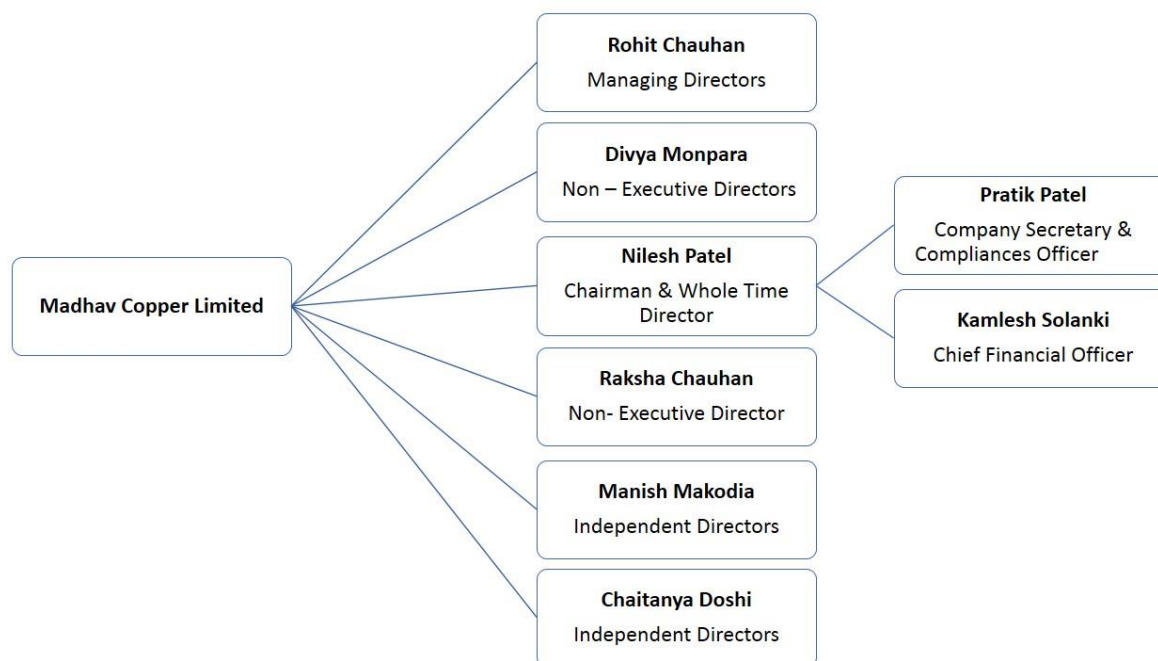 Rohit Chauhan
Managing Directors
Divya Monpara
Non – Executive Directors
Pratik Patel
Company Secretary &
Compliances Officer
Nilesh Patel
Chairman & Whole Time
Director
Madhav Copper Limited
Kamlesh Solanki
Chief Financial Officer
Raksha Chauhan
Non- Executive Director
Manish Makodia
Independent Directors
Chaitanya Doshi
Independent Directors